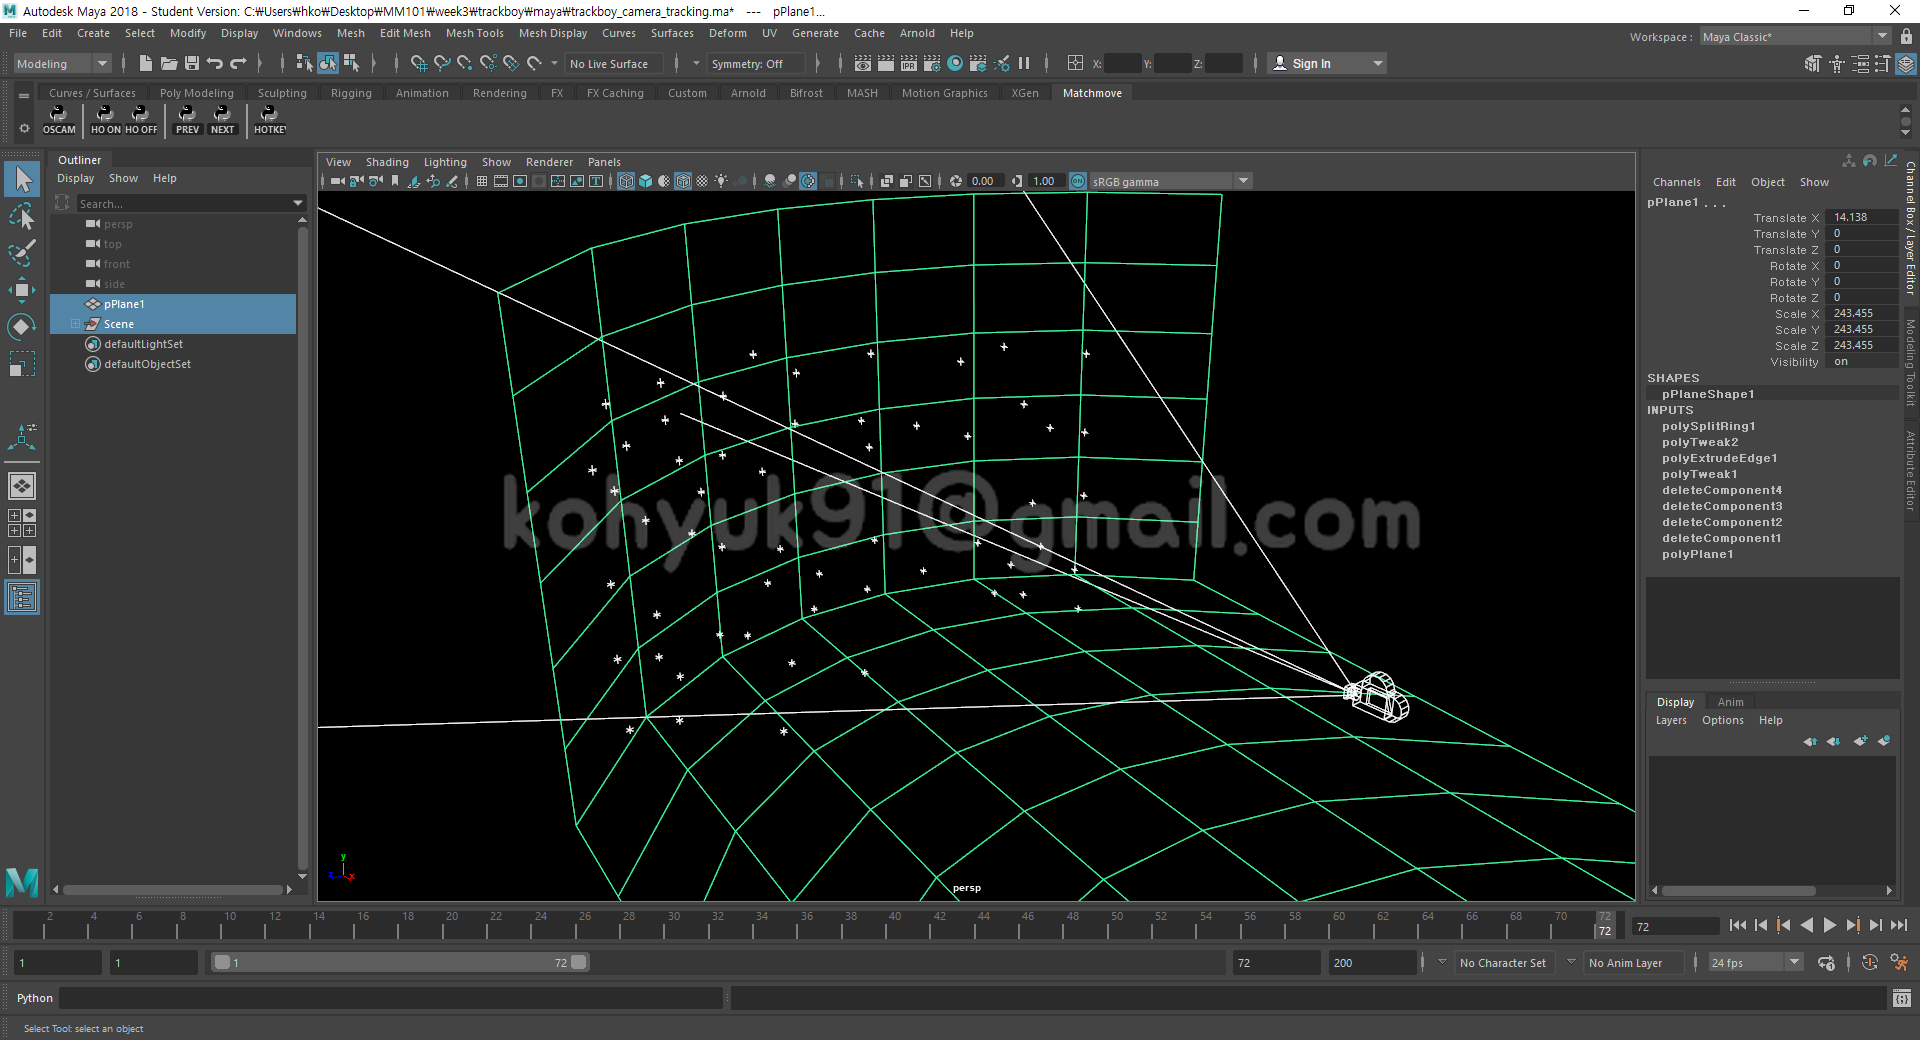 Autodesk Maya 2018 - Student Version: C:₩Users₩hko₩Desktop₩MM101₩week3₩trackboy₩maya₩trackboy_camera_tracking.ma* --- pPlane1...
File Edit Create Select Modify Display Windows Mesh Edit Mesh Mesh Tools Mesh Display Curves Surfaces Deform UV Generate Cache Arnold Help
Workspace : Maya Classic*
Modeling No Live Surface Symmetry: Off IPR X: Y: Z: Sign In
Curves / Surfaces Poly Modeling Sculpting Rigging Animation Rendering FX FX Caching Custom Arnold Bifrost MASH Motion Graphics XGen Matchmove
OSCAM HO ON HO OFF PREV NEXT HOTKEY
Outliner
Display Show Help
Search...
persp
top
front
side
pPlane1
Scene
defaultLightSet
defaultObjectSet
View Shading Lighting Show Renderer Panels
0.00 1.00 sRGB gamma
kohyuk91@gmail.com
y
z x
persp
Channels Edit Object Show
pPlane1 . . .
Translate X 14.138
Translate Y 0
Translate Z 0
Rotate X 0
Rotate Y 0
Rotate Z 0
Scale X 243.455
Scale Y 243.455
Scale Z 243.455
Visibility on
SHAPES
pPlaneShape1
INPUTS
polySplitRing1
polyTweak2
polyExtrudeEdge1
polyTweak1
deleteComponent4
deleteComponent3
deleteComponent2
deleteComponent1
polyPlane1
Channel Box / Layer Editor
Modeling Toolkit
Attribute Editor
Display Anim
Layers Options Help
2 4 6 8 10 12 14 16 18 20 22 24 26 28 30 32 34 36 38 40 42 44 46 48 50 52 54 56 58 60 62 64 66 68 70 72
72 72
1 1 1 72 72 200 No Character Set No Anim Layer 24 fps
Python
Select Tool: select an object